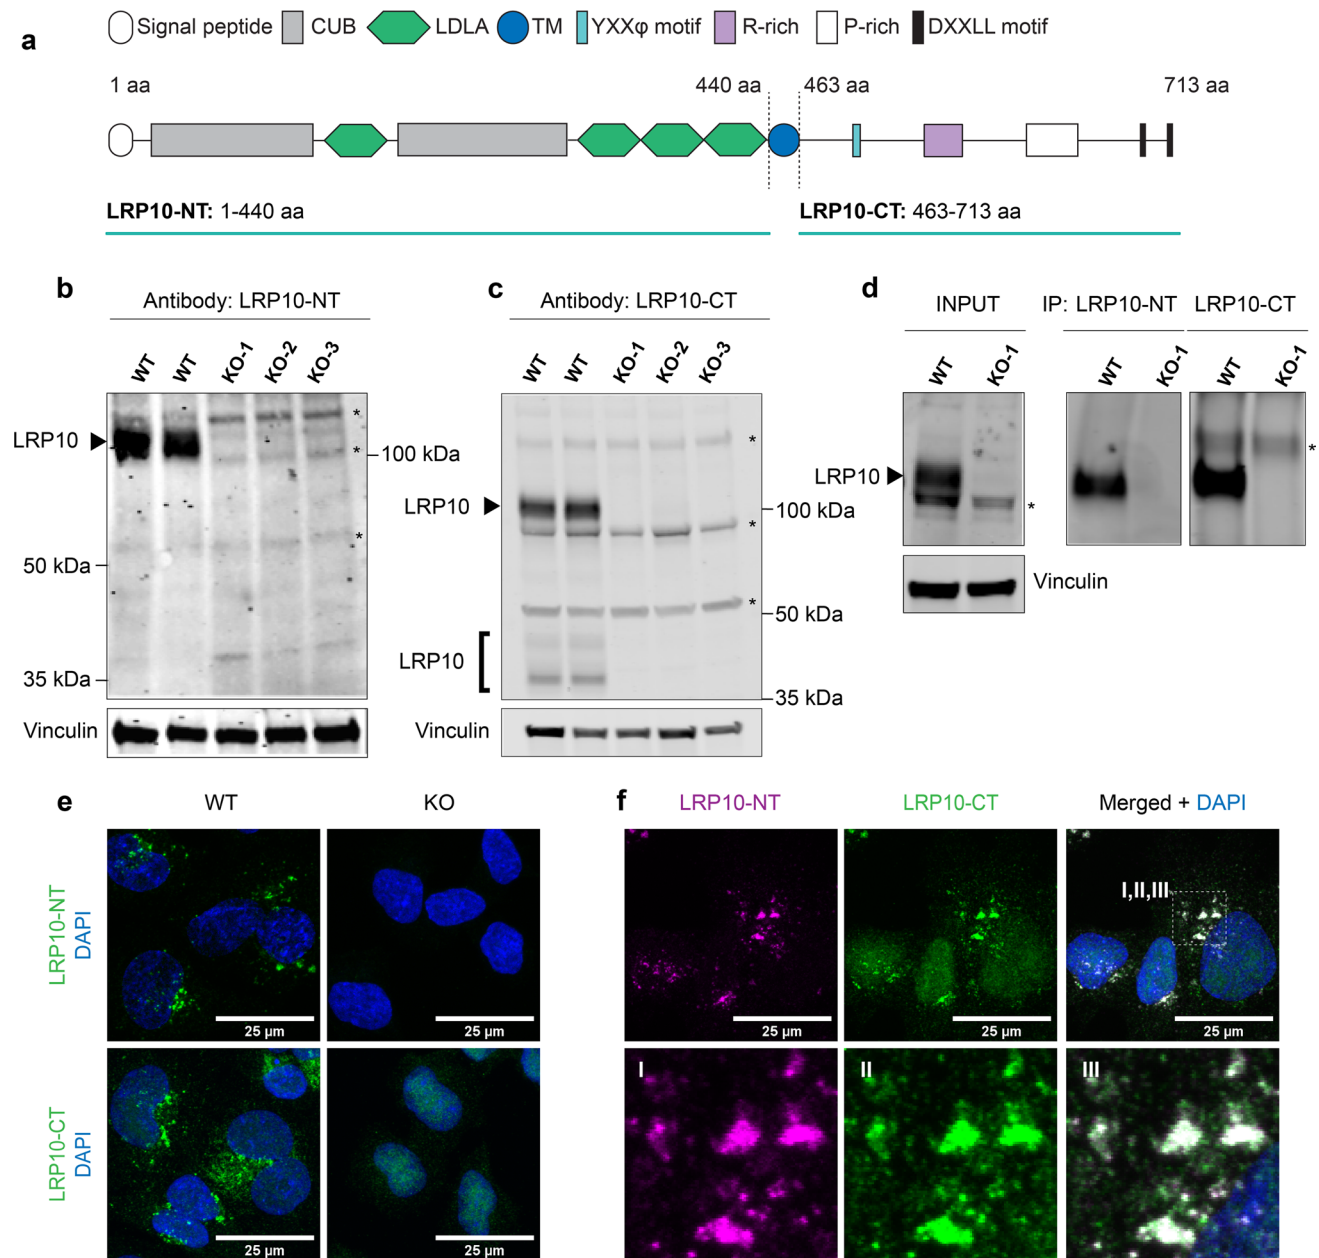 a
Signal peptide CUB LDLA TM YXXφ motif R-rich P-rich DXXLL motif
1 aa 440 aa 463 aa 713 aa
LRP10-NT: 1-440 aa LRP10-CT: 463-713 aa
b
Antibody: LRP10-NT
WT WT KO-1 KO-2 KO-3
LRP10
*
*
100 kDa
*
50 kDa
35 kDa
Vinculin
c
Antibody: LRP10-CT
WT WT KO-1 KO-2 KO-3
*
LRP10
100 kDa
*
*
50 kDa
LRP10
35 kDa
Vinculin
d
INPUT IP: LRP10-NT LRP10-CT
WT KO-1 WT KO-1 WT KO-1
LRP10
*
*
Vinculin
e
WT KO
LRP10-NT
DAPI
25 µm 25 µm
LRP10-CT
DAPI
25 µm 25 µm
f
LRP10-NT LRP10-CT Merged + DAPI
I,II,III
25 µm 25 µm 25 µm
I II III